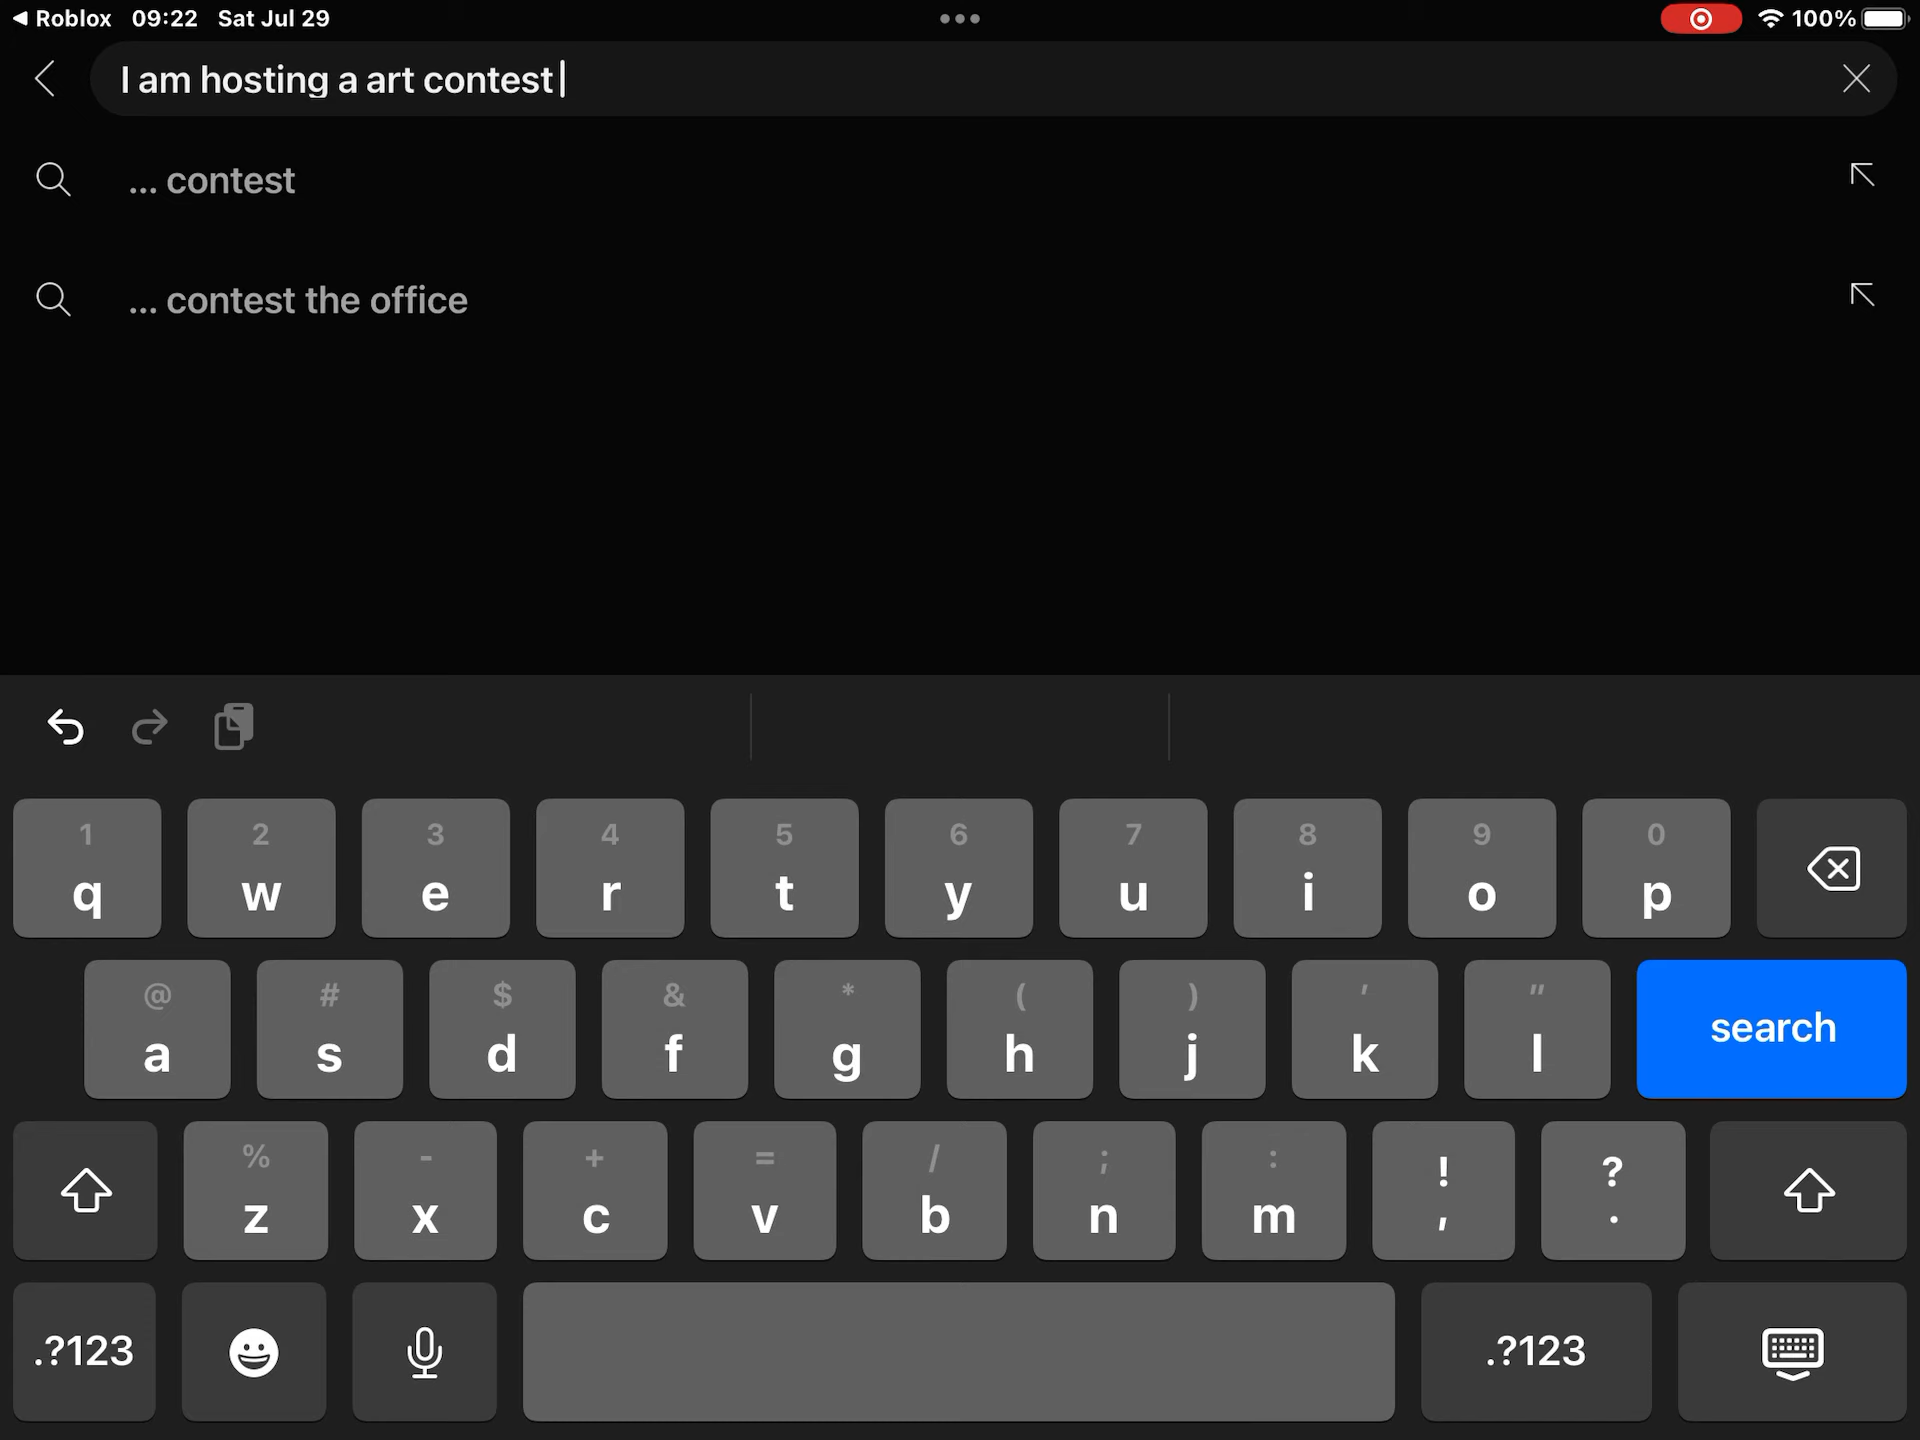 Roblox 09:22 Sat Jul 29 100%
I am hosting a art contest
... contest
... contest the office
1 2 3 4 5 6 7 8 9 0
q w e r t y u i o p
@ # $ & * ( ) ' "
a s d f g h j k l search
% - + = / ; : ! ?
z x c v b n m , .
.?123 .?123